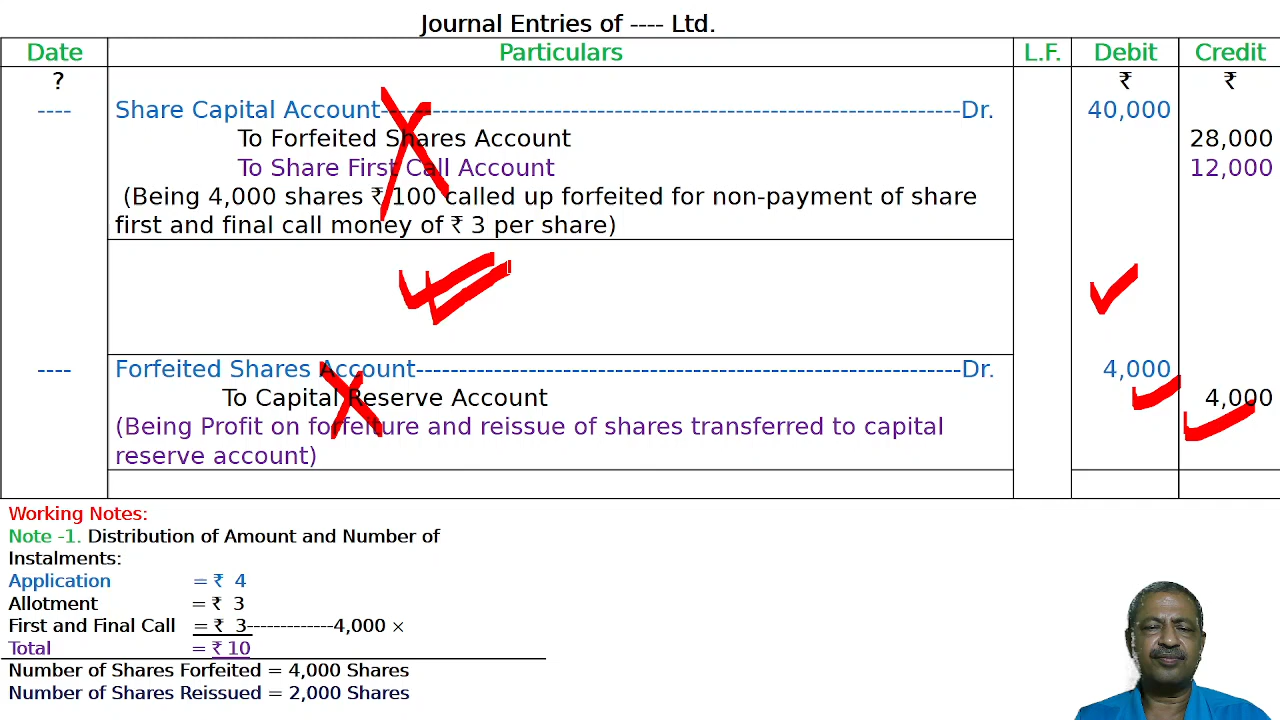 Journal Entries of ---- Ltd.
Date Particulars L.F. Debit Credit
? ₹ ₹
---- Share Capital Account-------------------------------------------------------------------Dr. 40,000
To Forfeited Shares Account 28,000
To Share First Call Account 12,000
(Being 4,000 shares ₹ 100 called up forfeited for non-payment of share
first and final call money of ₹ 3 per share)
---- Forfeited Shares Account---------------------------------------------------------------Dr. 4,000
To Capital Reserve Account 4,000
(Being Profit on forfeiture and reissue of shares transferred to capital
reserve account)
Working Notes:
Note -1. Distribution of Amount and Number of
Instalments:
Application = ₹ 4
Allotment = ₹ 3
First and Final Call = ₹ 3-------------4,000 ×
Total = ₹ 10
Number of Shares Forfeited = 4,000 Shares
Number of Shares Reissued = 2,000 Shares